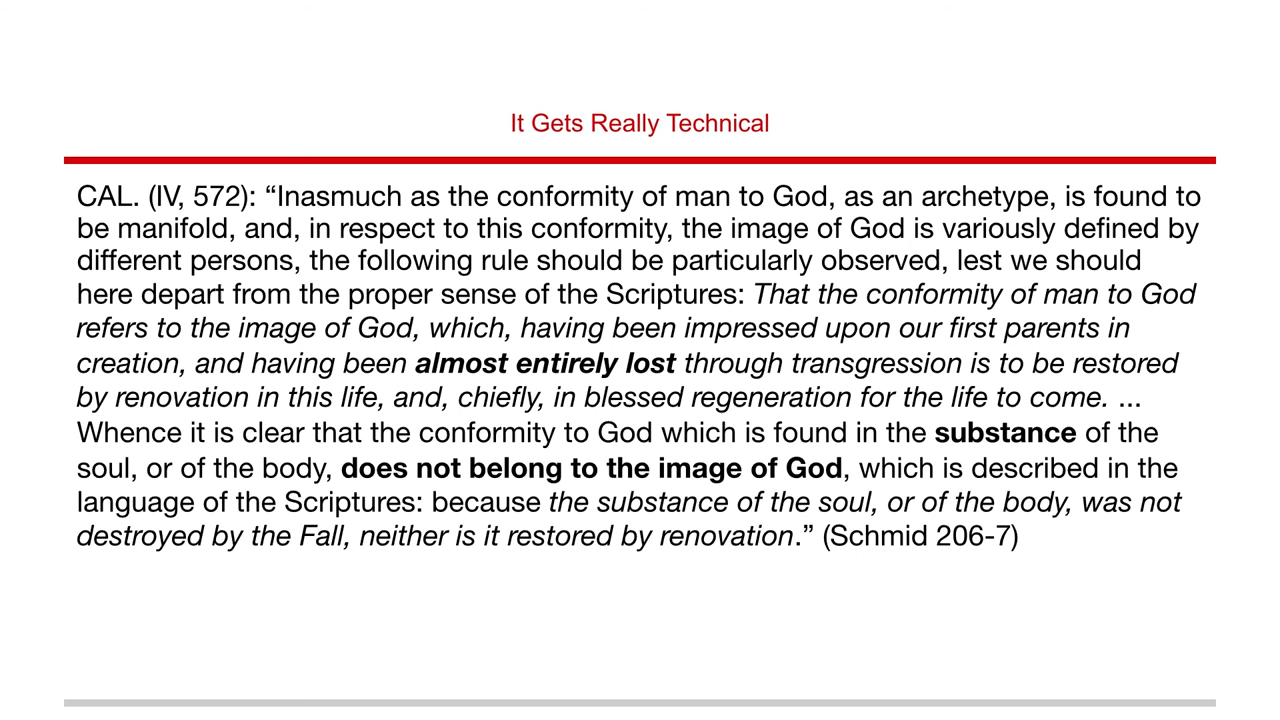 It Gets Really Technical
CAL. (IV, 572): “Inasmuch as the conformity of man to God, as an archetype, is found to
be manifold, and, in respect to this conformity, the image of God is variously defined by
different persons, the following rule should be particularly observed, lest we should
here depart from the proper sense of the Scriptures: That the conformity of man to God
refers to the image of God, which, having been impressed upon our first parents in
creation, and having been almost entirely lost through transgression is to be restored
by renovation in this life, and, chiefly, in blessed regeneration for the life to come. ...
Whence it is clear that the conformity to God which is found in the substance of the
soul, or of the body, does not belong to the image of God, which is described in the
language of the Scriptures: because the substance of the soul, or of the body, was not
destroyed by the Fall, neither is it restored by renovation.” (Schmid 206-7)